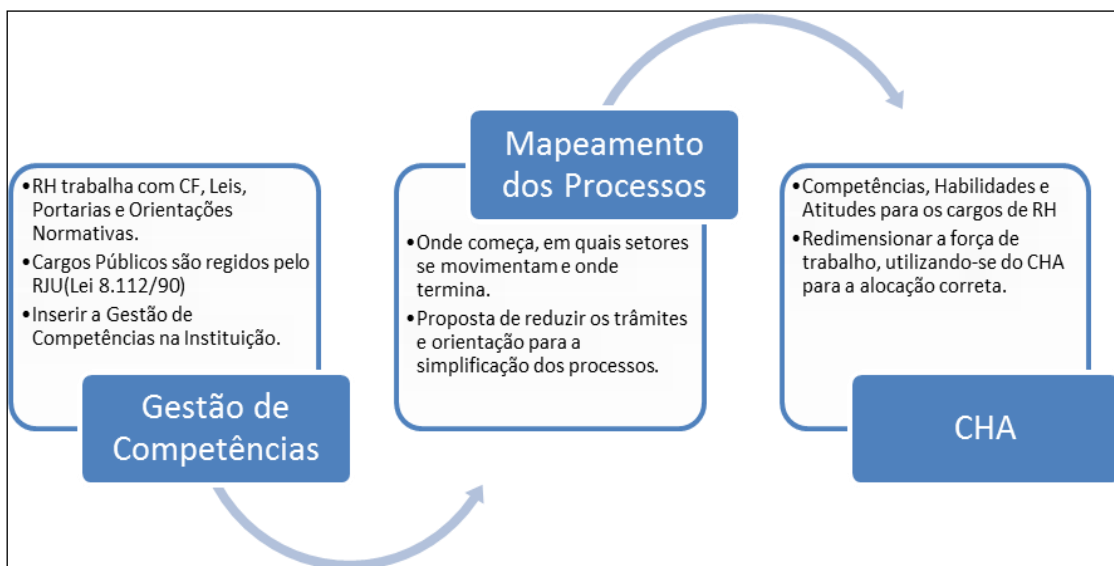 •RH trabalha com CF, Leis,
Portarias e Orientações
Normativas.
•Cargos Públicos são regidos pelo
RJU(Lei 8.112/90)
•Inserir a Gestão de
Competências na Instituição.
Gestão de
Competências
Mapeamento
dos Processos
•Onde começa, em quais setores
se movimentam e onde
termina.
•Proposta de reduzir os trâmites
e orientação para a
simplificação dos processos.
•Competências, Habilidades e
Atitudes para os cargos de RH
•Redimensionar a força de
trabalho, utilizando-se do CHA
para a alocação correta.
CHA